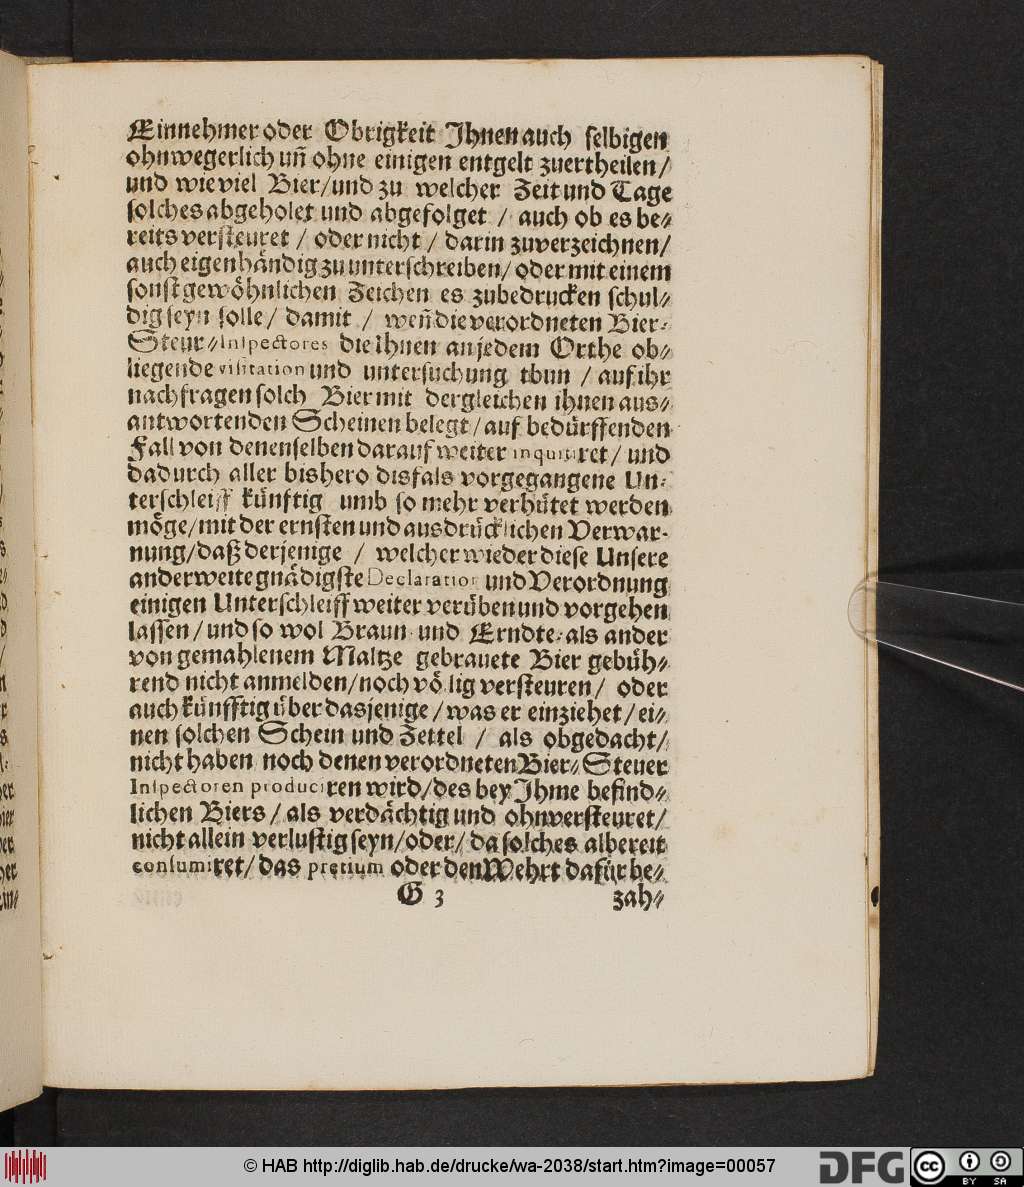 Einnehmer oder Obrigkeit Ihnen auch selbigen
ohnwegerlich un̄ ohne einigen entgelt zuertheilen /
und wie viel Bier / und zu welcher Zeit und Tage
solches abgeholet und abgefolget / auch ob es be⸗
reits versteuret / oder nicht / darin zuverzeichnen /
auch eigenhändig zu unterschreiben / oder mit einem
sonst gewöhnlichen Zeichen es zubedrucken schul⸗
dig seyn solle / damit / weñ die verordneten Bier⸗
Steur⸗Inspectores die ihnen an jedem Orthe ob⸗
liegende visitation und untersuchung thun / auf ihr
nachfragen solch Bier mit dergleichen ihnen aus⸗
antwortenden Scheinen belegt / auf bedürffenden
Fall von denenselben darauf weiter inquiriret / und
dadurch aller bishero disfals vorgegangene Un⸗
terschleiff künftig umb so mehr verhütet werden
möge / mit der ernsten und ausdrücklichen Verwar⸗
nung / daß derjenige / welcher wieder diese Unsere
anderweite gnädigste Declaration und Verordnung
einigen Unterschleiff weiter verüben und vorgehen
lassen / und so wol Braun⸗ und Erndte⸗ als ander
von gemahlenem Maltze gebrauete Bier gebüh⸗
rend nicht anmelden / noch völlig versteuren / oder
auch künfftig über dasjenige / was er einziehet / ei⸗
nen solchen Schein und Zettel / als obgedacht /
nicht haben noch denen verordneten Bier⸗Steuer
Inspectoren produciren wird / des bey Ihme befind⸗
lichen Biers / als verdächtig und ohnversteuret /
nicht allein verlustig seyn / oder / da solches albereit
consumiret / das pretium oder den Wehrt dafür be⸗
G 3 zah⸗
© HAB http://diglib.hab.de/drucke/wa-2038/start.htm?image=00057
DFG
cc BY SA